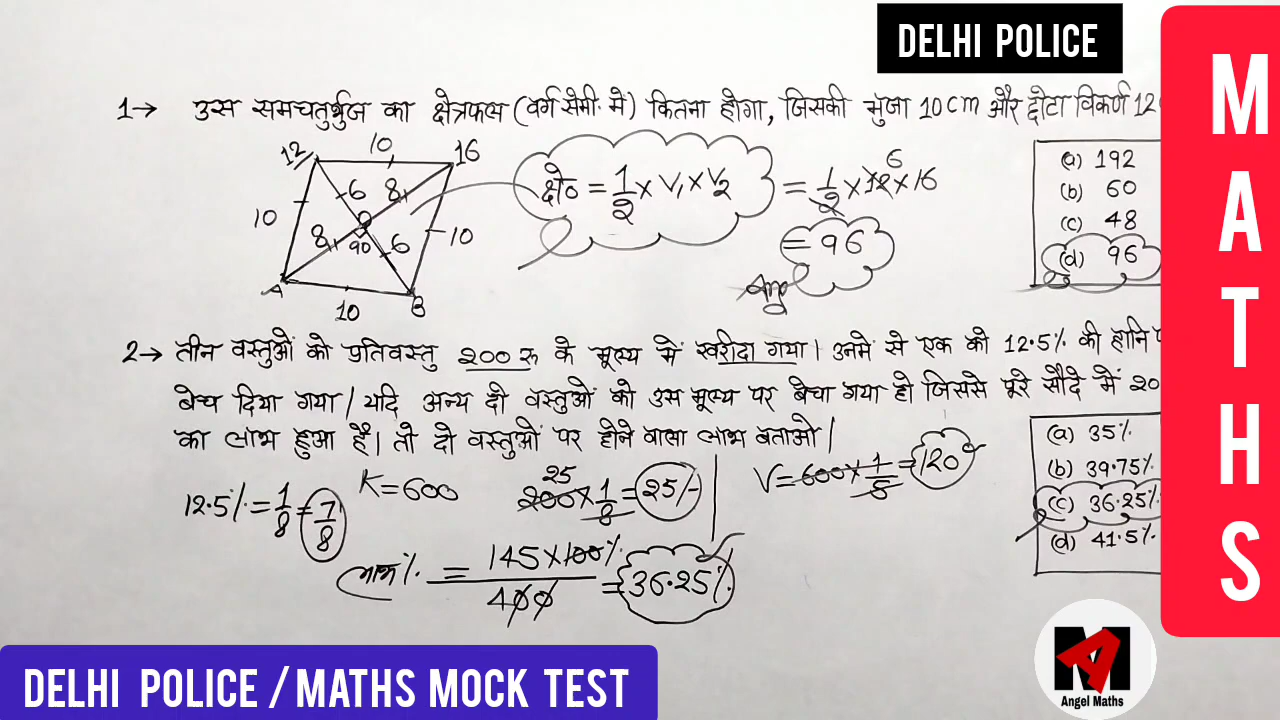 DELHI POLICE
MATHS
1→ उस समचतुर्भुज का क्षेत्रफल (वर्ग सेमी. में) कितना होगा, जिसकी भुजा 10cm और छोटा विकर्ण 12
12 10 16
10 6 8
8 90 6 10
A 10 B
क्षे० = 1/2 × V₁ × V₂
= 1/2 × 12 × 16
6
= 96
Ans
(a) 192
(b) 60
(c) 48
(d) 96
2→ तीन वस्तुओं को प्रतिवस्तु 200 रु के मूल्य में खरीदा गया। उनमे से एक को 12.5% की हानि
बेच दिया गया। यदि अन्य दो वस्तुओं को उस मूल्य पर बेचा गया हो जिससे पूरे सौदे में 20
का लाभ हुआ है। तो दो वस्तुओं पर होने वाला लाभ बताओ।
12.5% = 1/8 = 7/8
K = 600
25
200 × 1/8 = 25/-
V = 600 × 1/5 = 120
लाभ% = 145 × 100% / 400 = 36.25%
(a) 35%
(b) 39.75%
(c) 36.25%
(d) 41.5%
DELHI POLICE / MATHS MOCK TEST
MA
Angel Maths